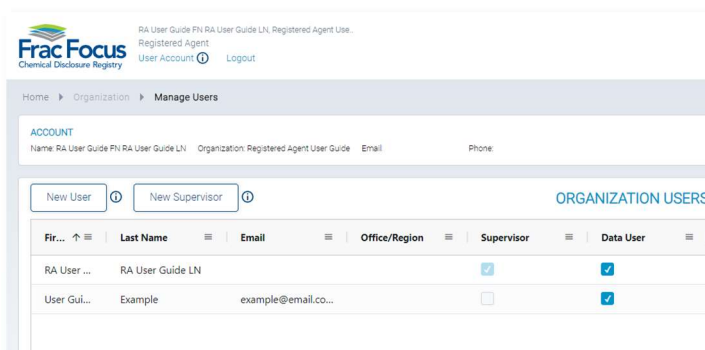 RA User Guide FN RA User Guide LN, Registered Agent Use..
Registered Agent
User Account Logout
Frac Focus
Chemical Disclosure Registry
Home Organization Manage Users
ACCOUNT
Name: RA User Guide FN RA User Guide LN Organization: Registered Agent User Guide Email Phone:
New User New Supervisor ORGANIZATION USERS
Fir... Last Name Email Office/Region Supervisor Data User
RA User ... RA User Guide LN
User Gui... Example example@email.co...